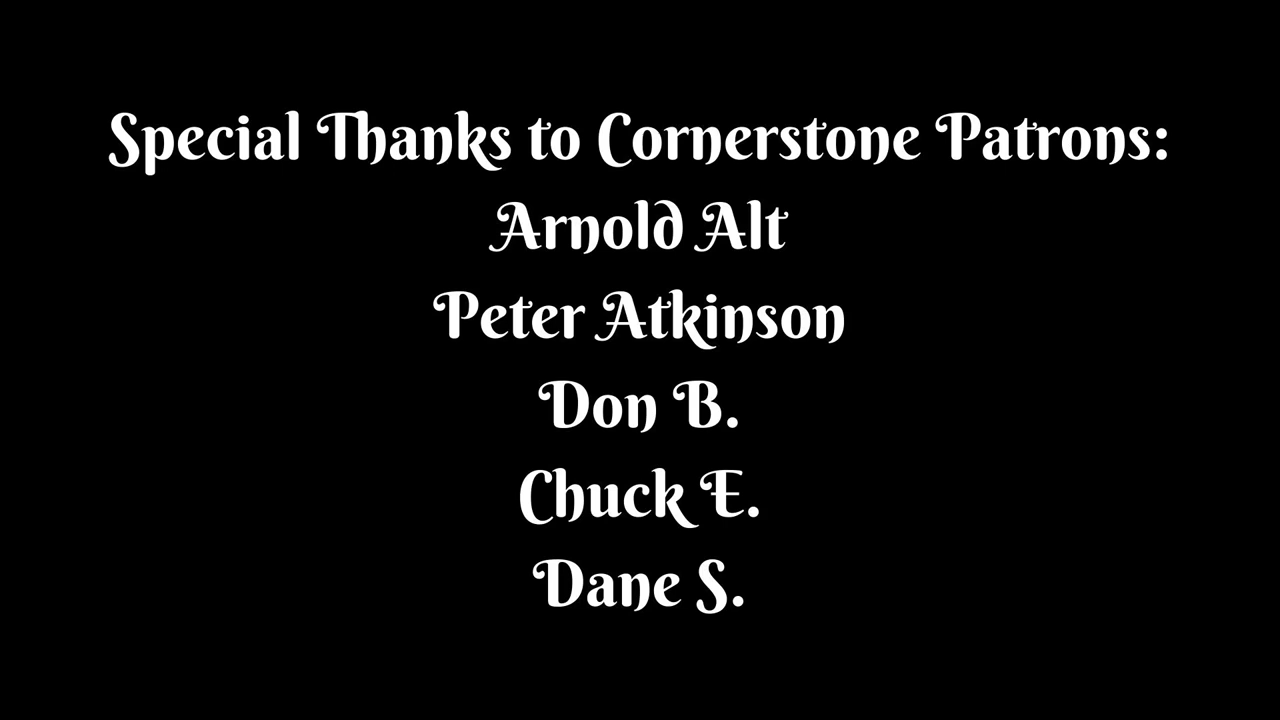 Special Thanks to Cornerstone Patrons:
Arnold Alt
Peter Atkinson
Don B.
Chuck E.
Dane S.